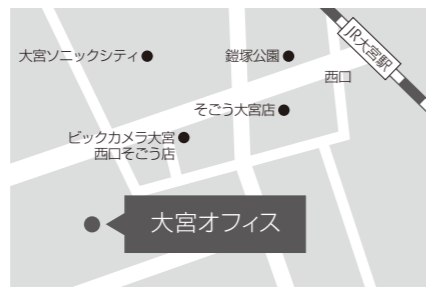 JR大宮駅
大宮ソニックシティ
鐘塚公園
西口
そごう大宮店
ビックカメラ大宮
西口そごう店
大宮オフィス